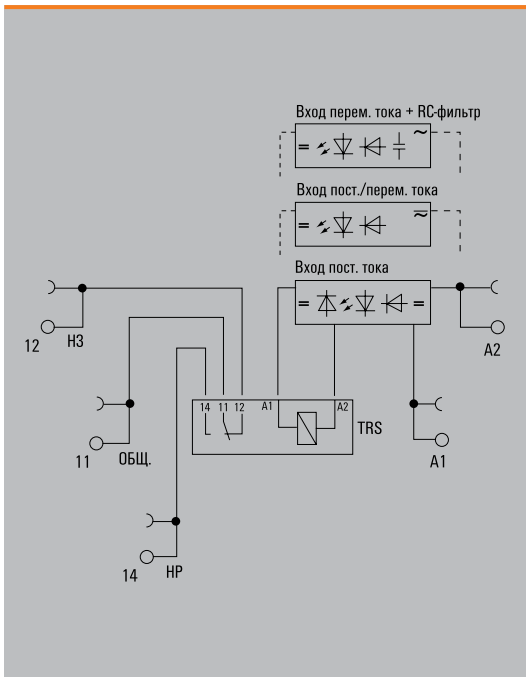 Вход перем. тока + RC-фильтр
= ~
Вход пост./перем. тока
= ≂
Вход пост. тока
= =
12 НЗ
A2
14 11 12 A1 A2
TRS
11 ОБЩ.
A1
14 НР